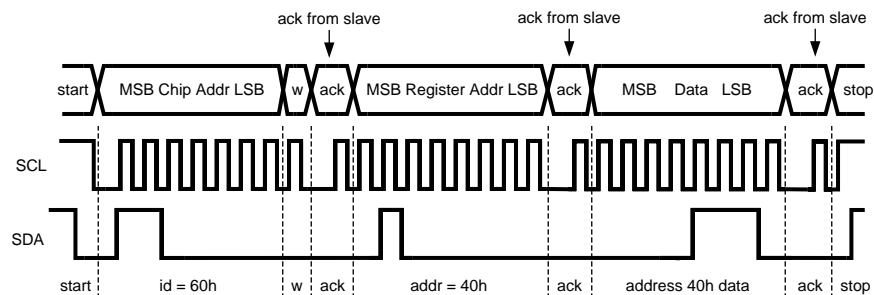 ack from slave ack from slave ack from slave
start MSB Chip Addr LSB w ack MSB Register Addr LSB ack MSB Data LSB ack stop
SCL
SDA
start id = 60h w ack addr = 40h ack address 40h data ack stop